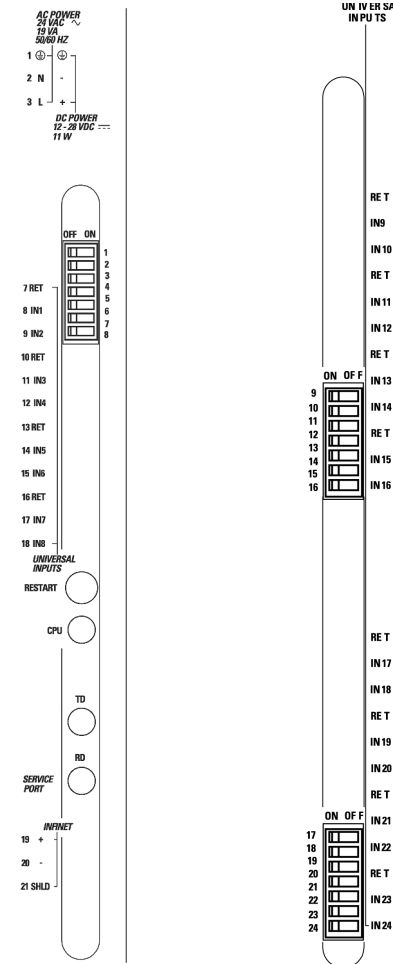 AC POWER
24 VAC ∿
19 VA
50/60 HZ
1
2 N -
3 L +
DC POWER
12 - 28 VDC
11 W
OFF ON
1
2
3
4
5
6
7
8
7 RET
8 IN1
9 IN2
10 RET
11 IN3
12 IN4
13 RET
14 IN5
15 IN6
16 RET
17 IN7
18 IN8
UNIVERSAL
INPUTS
RESTART
CPU
TD
RD
SERVICE
PORT
INFINET
19 +
20 -
21 SHLD
UN IV ER SA
IN PU TS
RE T
IN9
IN 10
RE T
IN 11
IN 12
RE T
IN 13
IN 14
RE T
IN 15
IN 16
ON OF F
9
10
11
12
13
14
15
16
RE T
IN 17
IN 18
RE T
IN 19
IN 20
RE T
IN 21
IN 22
RE T
IN 23
IN 24
ON OF F
17
18
19
20
21
22
23
24